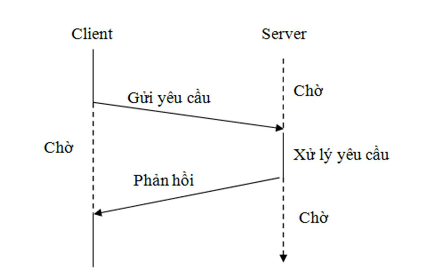 Client
Server
Chờ
Gửi yêu cầu
Chờ
Xử lý yêu cầu
Phản hồi
Chờ